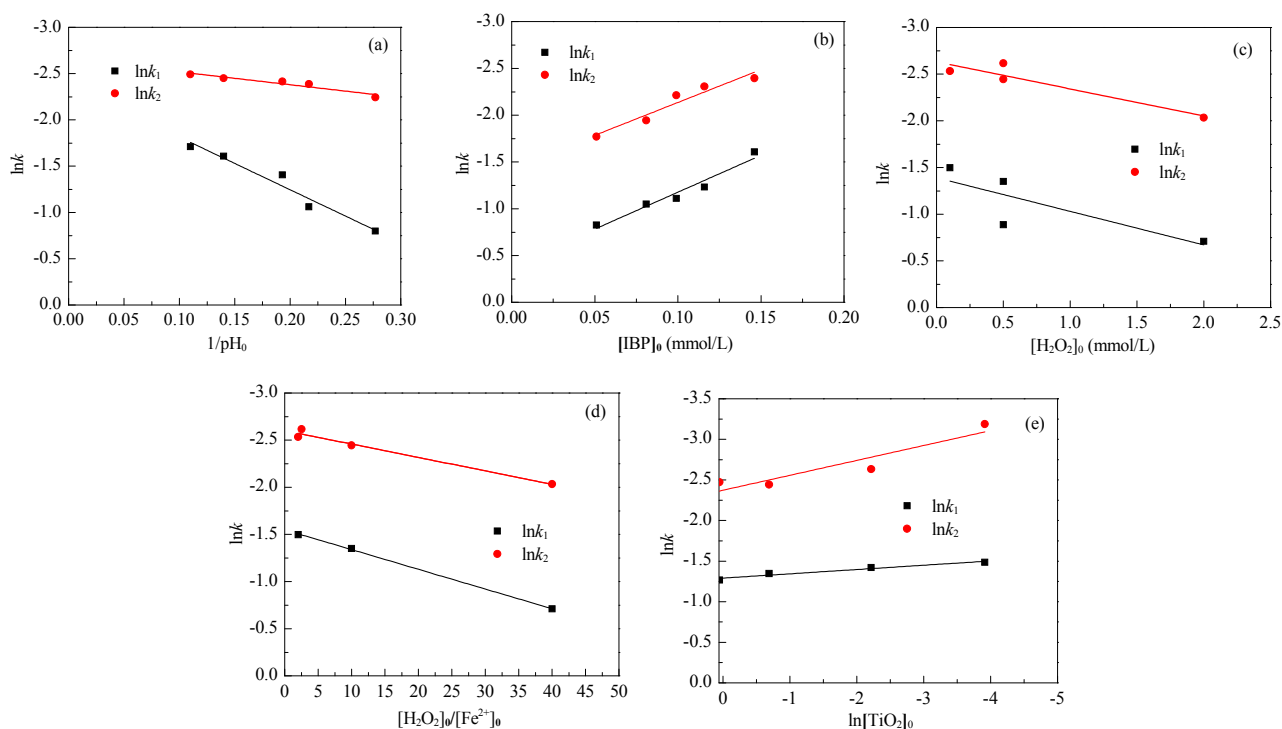 (a)
-3.0
-2.5
-2.0
-1.5
-1.0
-0.5
0.0
lnk
lnk₁
lnk₂
0.00 0.05 0.10 0.15 0.20 0.25 0.30
1/pH₀
(b)
-3.0
-2.5
-2.0
-1.5
-1.0
-0.5
0.0
lnk
lnk₁
lnk₂
0.00 0.05 0.10 0.15 0.20
[IBP]₀ (mmol/L)
(c)
-3.0
-2.5
-2.0
-1.5
-1.0
-0.5
0.0
lnk
lnk₁
lnk₂
0.0 0.5 1.0 1.5 2.0 2.5
[H₂O₂]₀ (mmol/L)
(d)
-3.0
-2.5
-2.0
-1.5
-1.0
-0.5
0.0
lnk
lnk₁
lnk₂
0 5 10 15 20 25 30 35 40 45 50
[H₂O₂]₀/[Fe²⁺]₀
(e)
-3.5
-3.0
-2.5
-2.0
-1.5
-1.0
-0.5
0.0
lnk
lnk₁
lnk₂
0 -1 -2 -3 -4 -5
ln[TiO₂]₀